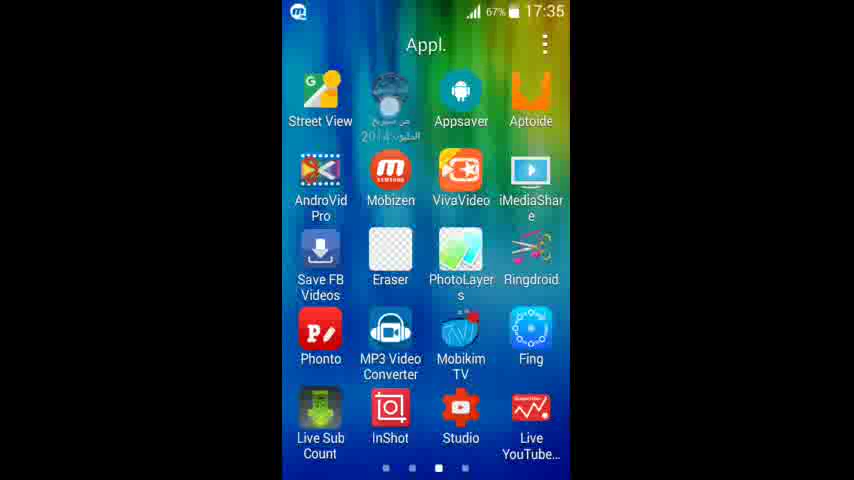 67% 17:35
Appl.
Street View
Appsaver
Aptoide
AndroVid
Pro
Mobizen
VivaVideo
iMediaShar
e
Save FB
Videos
Eraser
PhotoLayer
s
Ringdroid
Phonto
MP3 Video
Converter
Mobikim
TV
Fing
Live Sub
Count
InShot
Studio
Live
YouTube...